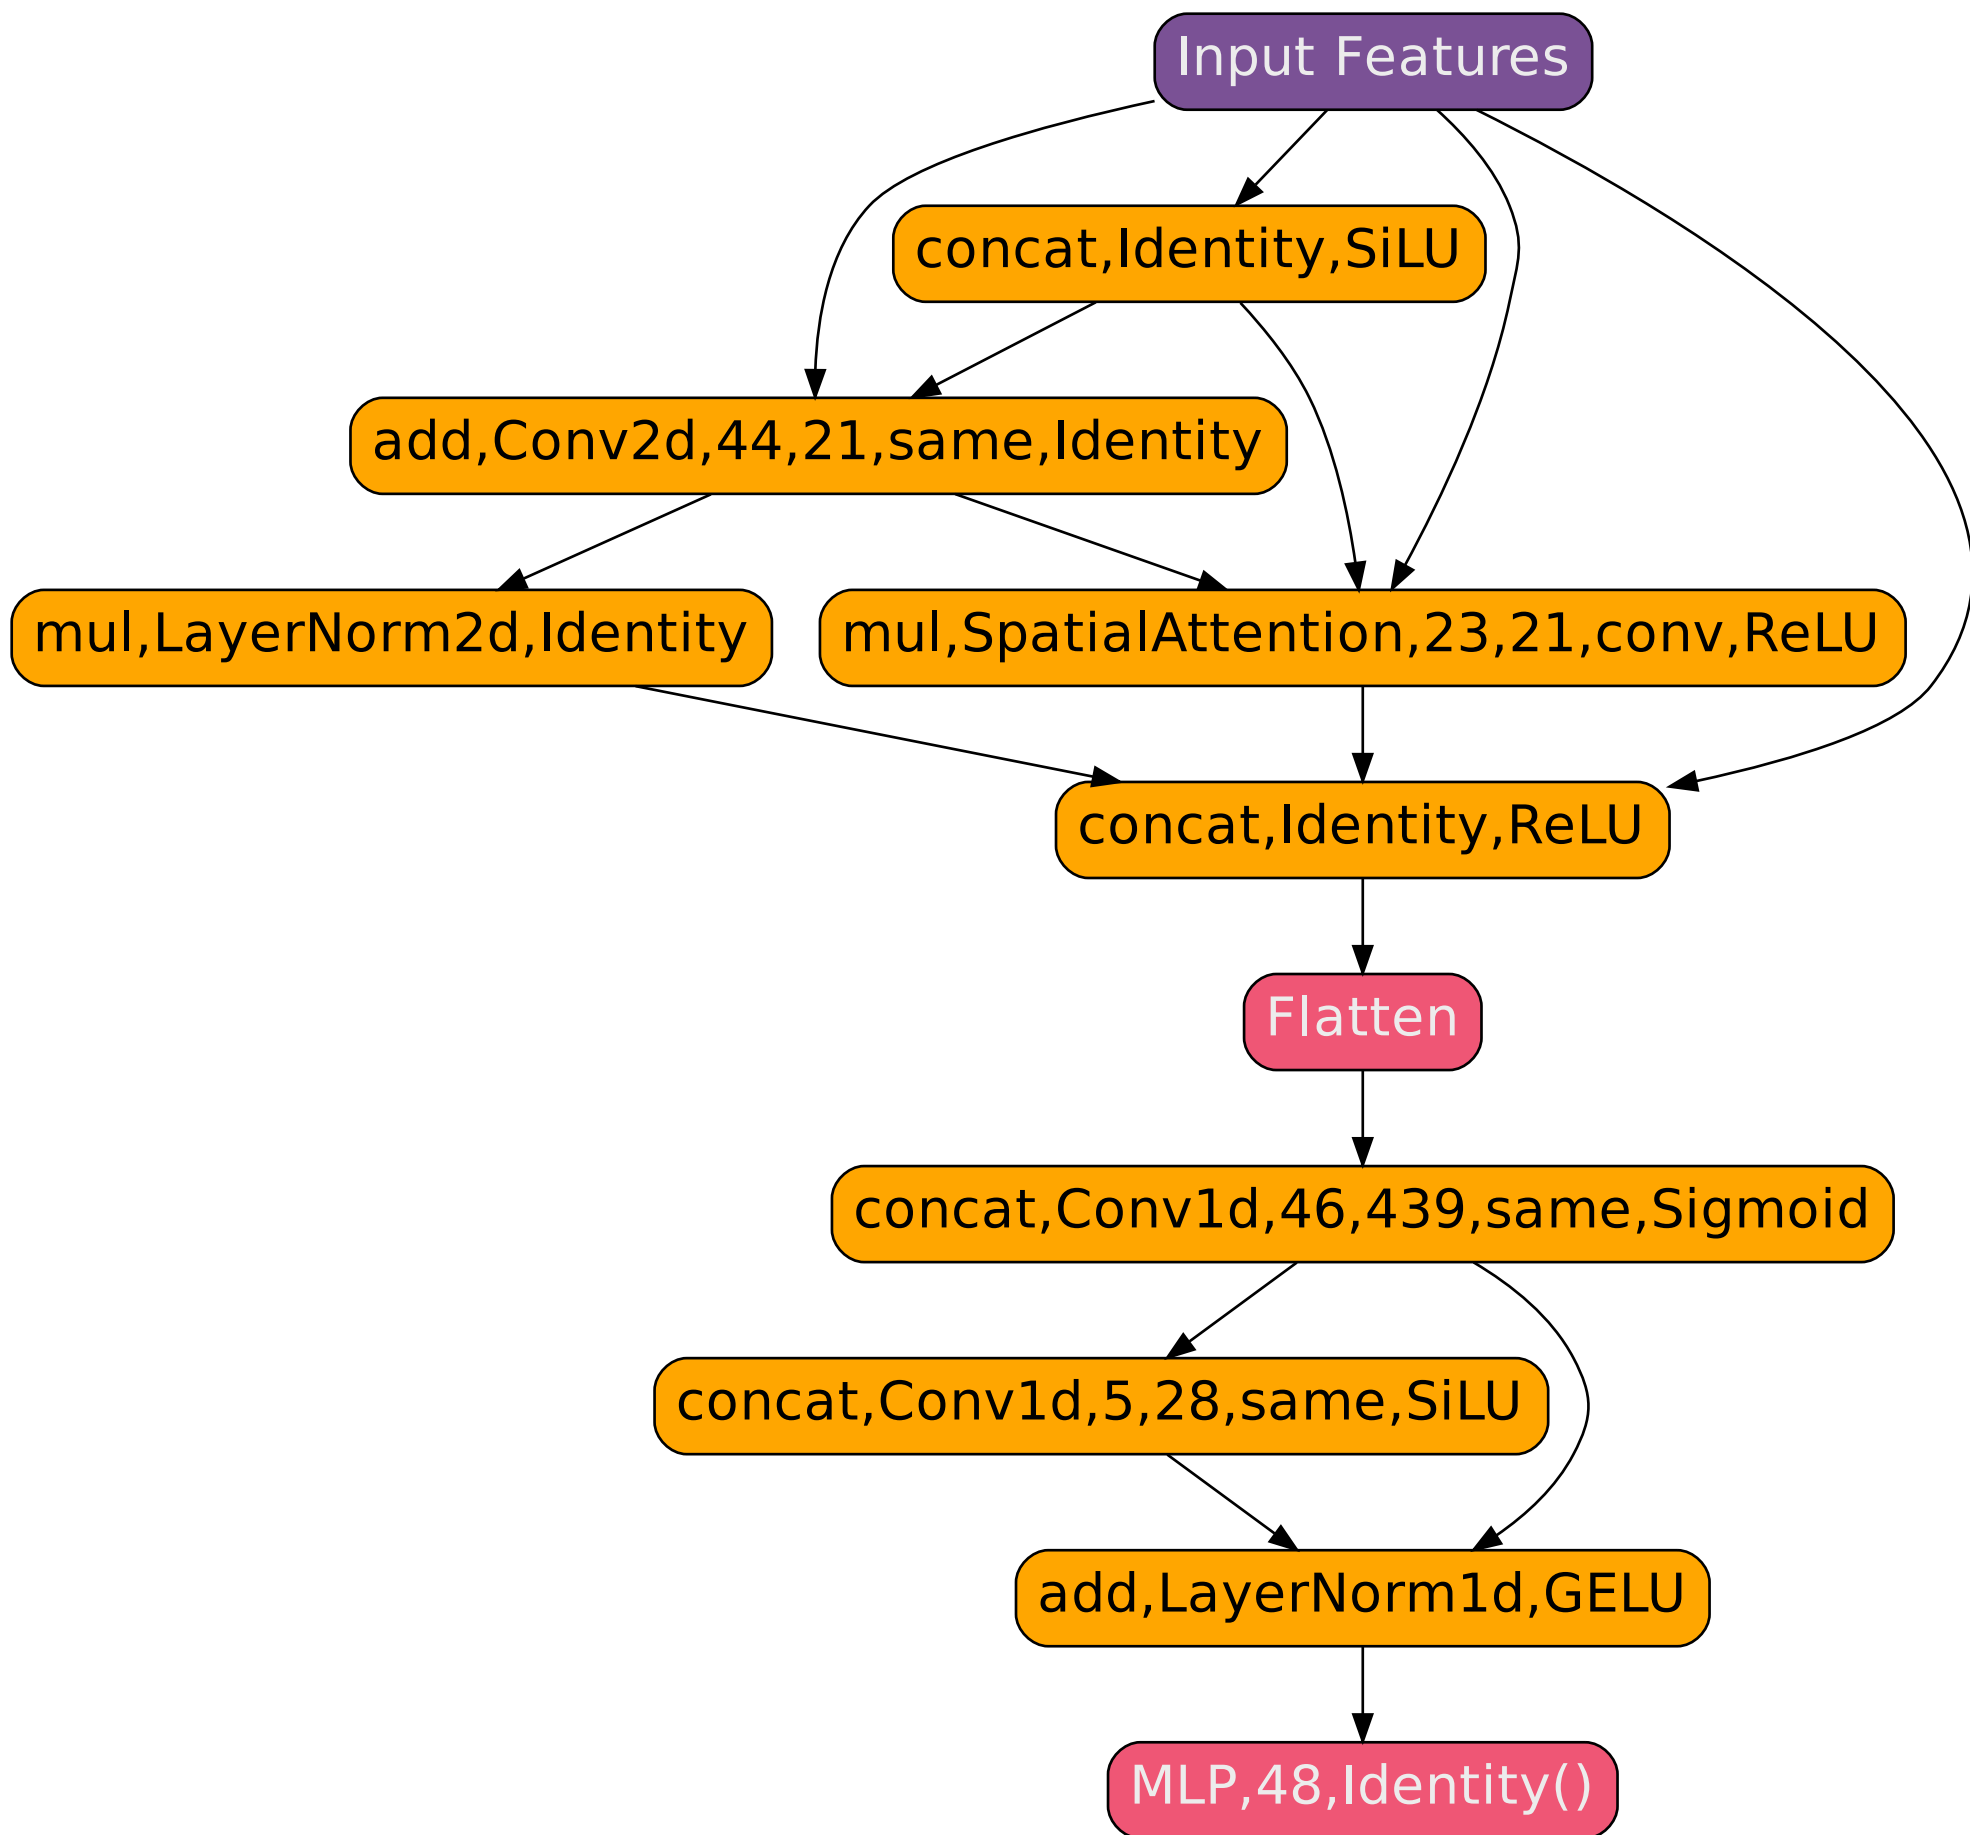 Input Features
concat,Identity,SiLU
add,Conv2d,44,21,same,Identity
mul,LayerNorm2d,Identity
mul,SpatialAttention,23,21,conv,ReLU
concat,Identity,ReLU
Flatten
concat,Conv1d,46,439,same,Sigmoid
concat,Conv1d,5,28,same,SiLU
add,LayerNorm1d,GELU
MLP,48,Identity()